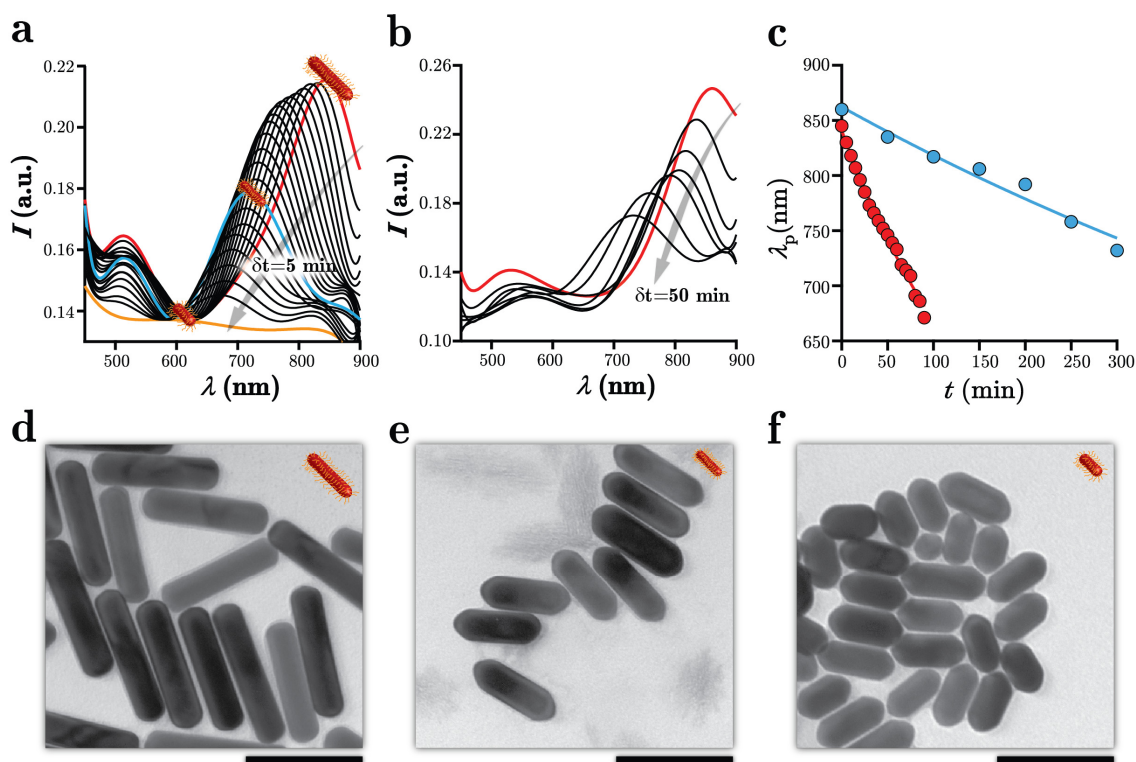 a
0.22
0.20
0.18
0.16
0.14
I (a.u.)
δt=5 min
500 600 700 800 900
λ (nm)
b
0.26
0.22
0.18
0.14
0.10
I (a.u.)
δt=50 min
500 600 700 800 900
λ (nm)
c
900
850
800
750
700
650
λp(nm)
0 50 100 150 200 250 300
t (min)
d
e
f